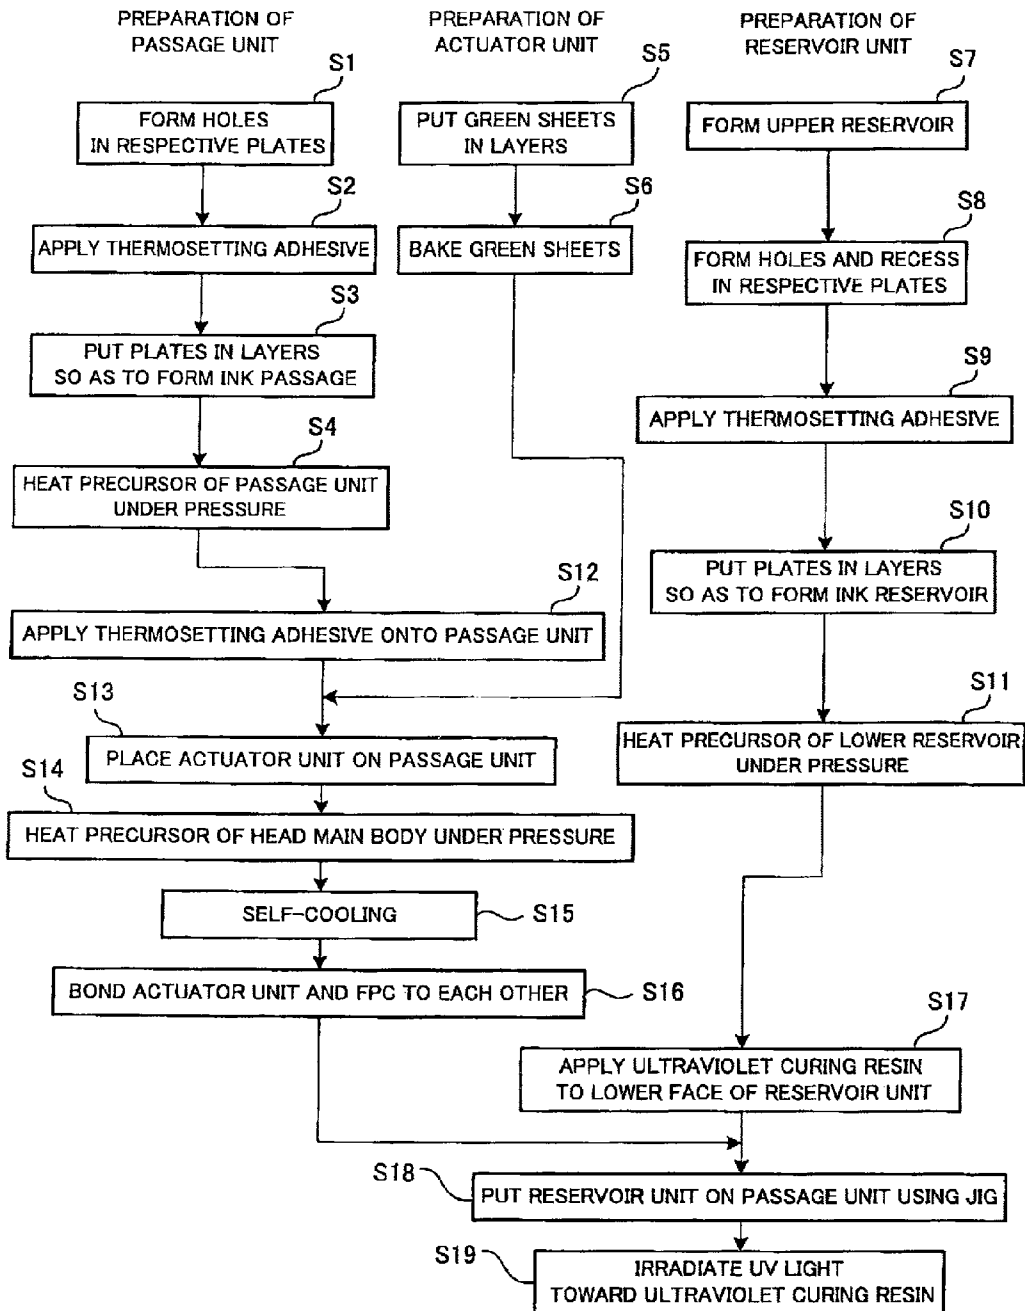 PREPARATION OF
PASSAGE UNIT
S1
FORM HOLES
IN RESPECTIVE PLATES
S2
APPLY THERMOSETTING ADHESIVE
S3
PUT PLATES IN LAYERS
SO AS TO FORM INK PASSAGE
S4
HEAT PRECURSOR OF PASSAGE UNIT
UNDER PRESSURE
PREPARATION OF
ACTUATOR UNIT
S5
PUT GREEN SHEETS
IN LAYERS
S6
BAKE GREEN SHEETS
PREPARATION OF
RESERVOIR UNIT
S7
FORM UPPER RESERVOIR
S8
FORM HOLES AND RECESS
IN RESPECTIVE PLATES
S9
APPLY THERMOSETTING ADHESIVE
S10
PUT PLATES IN LAYERS
SO AS TO FORM INK RESERVOIR
S11
HEAT PRECURSOR OF LOWER RESERVOIR
UNDER PRESSURE
S12
APPLY THERMOSETTING ADHESIVE ONTO PASSAGE UNIT
S13
PLACE ACTUATOR UNIT ON PASSAGE UNIT
S14
HEAT PRECURSOR OF HEAD MAIN BODY UNDER PRESSURE
SELF-COOLING
S15
BOND ACTUATOR UNIT AND FPC TO EACH OTHER
S16
S17
APPLY ULTRAVIOLET CURING RESIN
TO LOWER FACE OF RESERVOIR UNIT
S18
PUT RESERVOIR UNIT ON PASSAGE UNIT USING JIG
S19
IRRADIATE UV LIGHT
TOWARD ULTRAVIOLET CURING RESIN